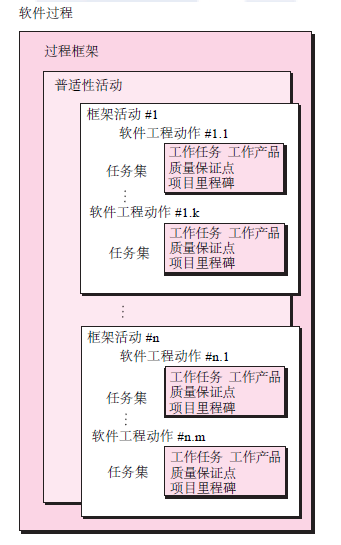 软件过程
过程框架
普适性活动
框架活动 #1
软件工程动作 #1.1
工作任务 工作产品
任务集
质量保证点
项目里程碑
⋮
软件工程动作 #1.k
工作任务 工作产品
任务集
质量保证点
项目里程碑
⋮
框架活动 #n
软件工程动作 #n.1
工作任务 工作产品
任务集
质量保证点
项目里程碑
⋮
软件工程动作 #n.m
工作任务 工作产品
任务集
质量保证点
项目里程碑